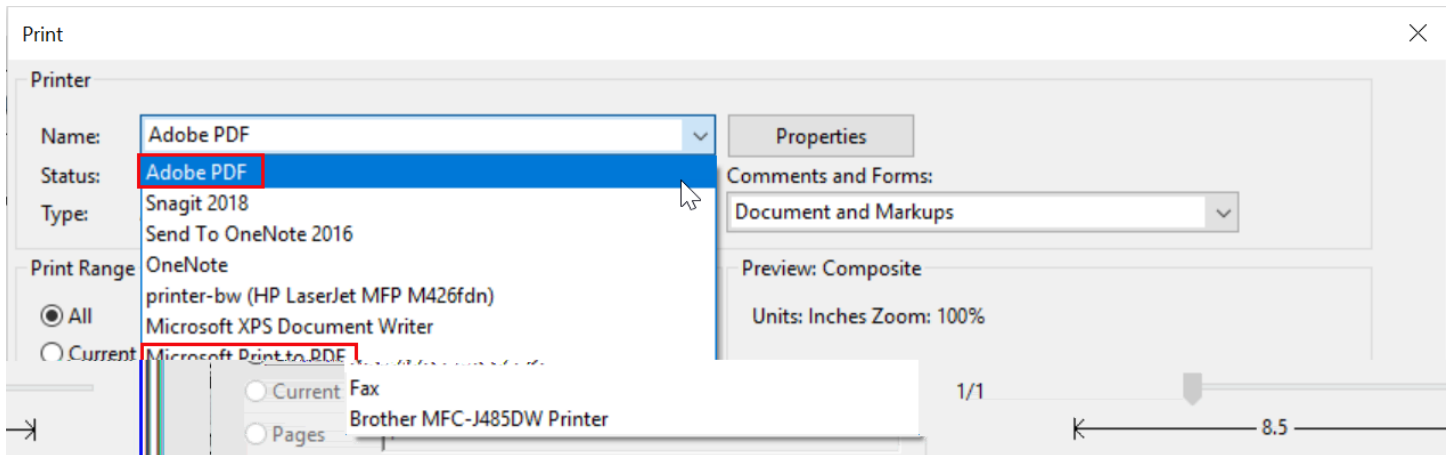 Print
Printer
Name: Adobe PDF Properties
Status: Adobe PDF Comments and Forms:
Snagit 2018
Type: Document and Markups
Send To OneNote 2016
Print Range OneNote Preview: Composite
printer-bw (HP LaserJet MFP M426fdn)
All Units: Inches Zoom: 100%
Microsoft XPS Document Writer
Current Microsoft Print to PDF
Current Fax 1/1
Brother MFC-J485DW Printer 8.5
Pages